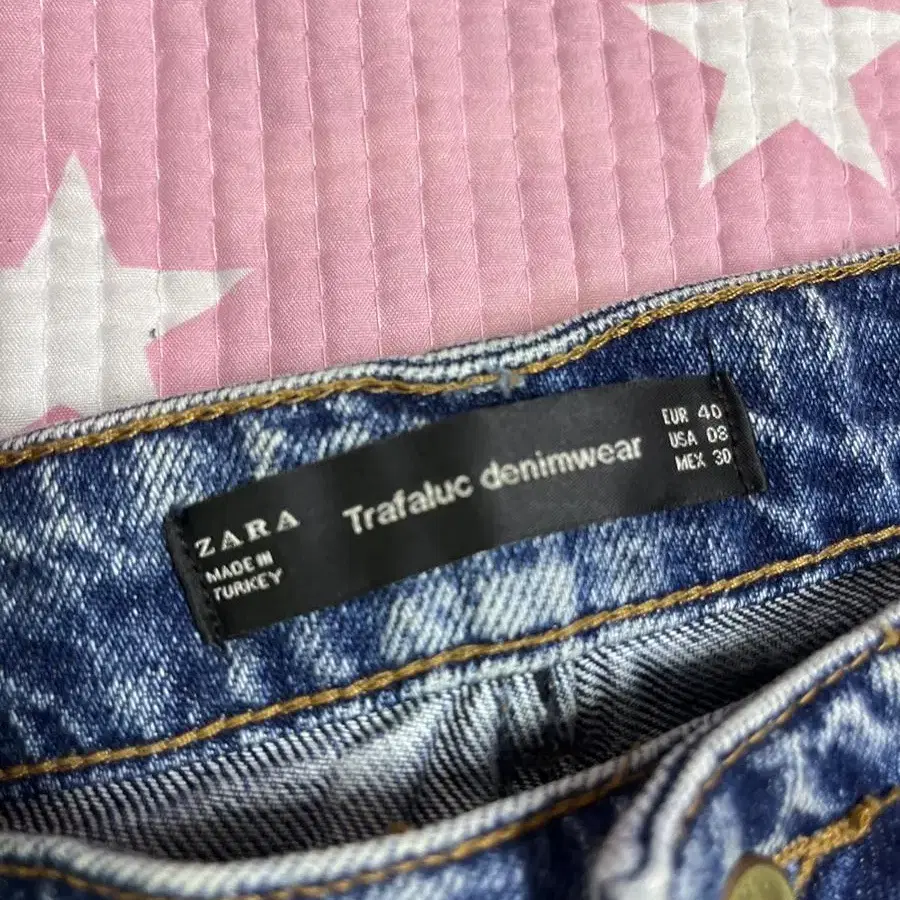 ZARA
MADE IN
TURKEY
Trafaluc denimwear
EUR 40
USA 08
MEX 30